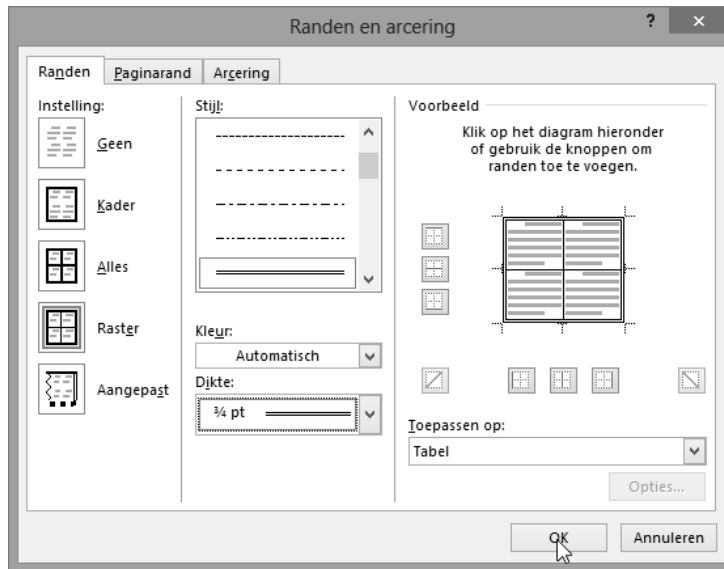 Randen en arcering
? ×
Randen Paginarand Arcering
Instelling:
Geen
Kader
Alles
Raster
Aangepast
Stijl:
Kleur:
Automatisch
Dikte:
¾ pt
Voorbeeld
Klik op het diagram hieronder
of gebruik de knoppen om
randen toe te voegen.
Toepassen op:
Tabel
Opties...
OK Annuleren